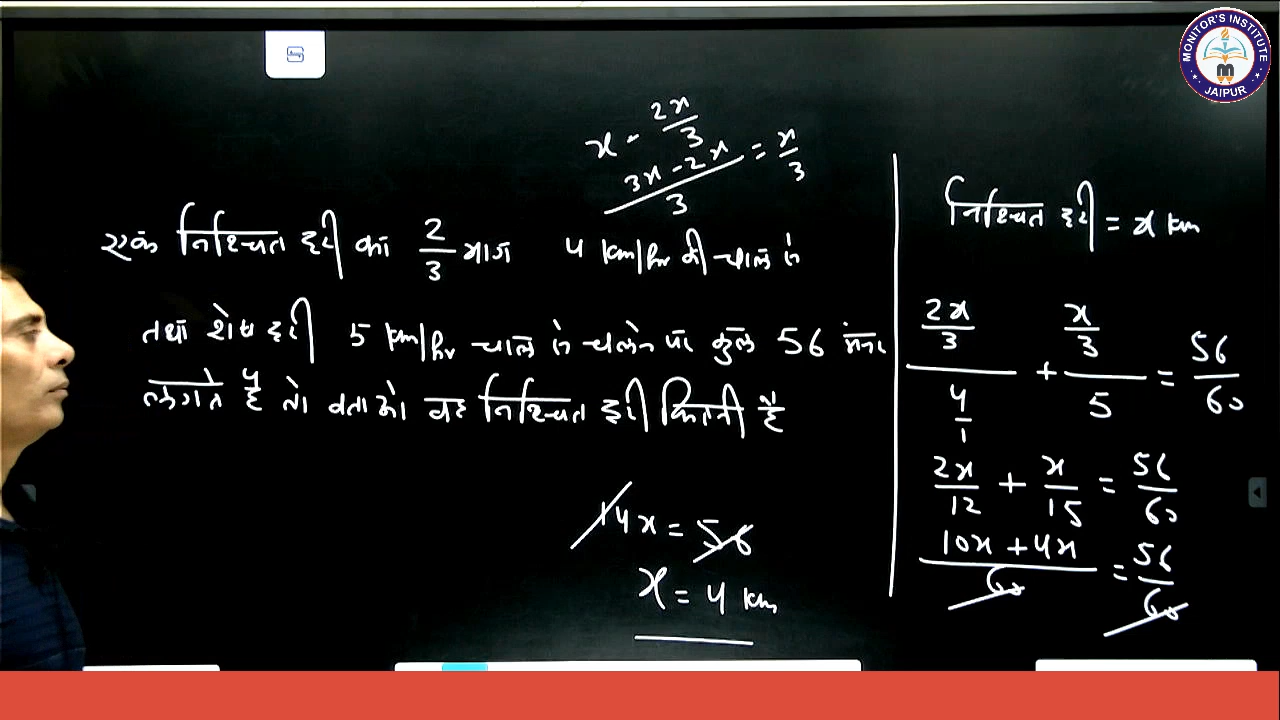 MONITOR'S INSTITUTE
JAIPUR
x - 2x/3
(3x - 2x)/3 = x/3
एक निश्चित दूरी का 2/3 भाग 4 km/hr की चाल से
तथा शेष दूरी 5 km/hr चाल से चलने पर कुल 56 मिनट
लगते हैं तो बताओ वह निश्चित दूरी कितनी है
14x = 56
x = 4 km
निश्चित दूरी = x km
(2x/3)/(4/1) + (x/3)/5 = 56/60
2x/12 + x/15 = 56/60
(10x + 4x)/60 = 56/60